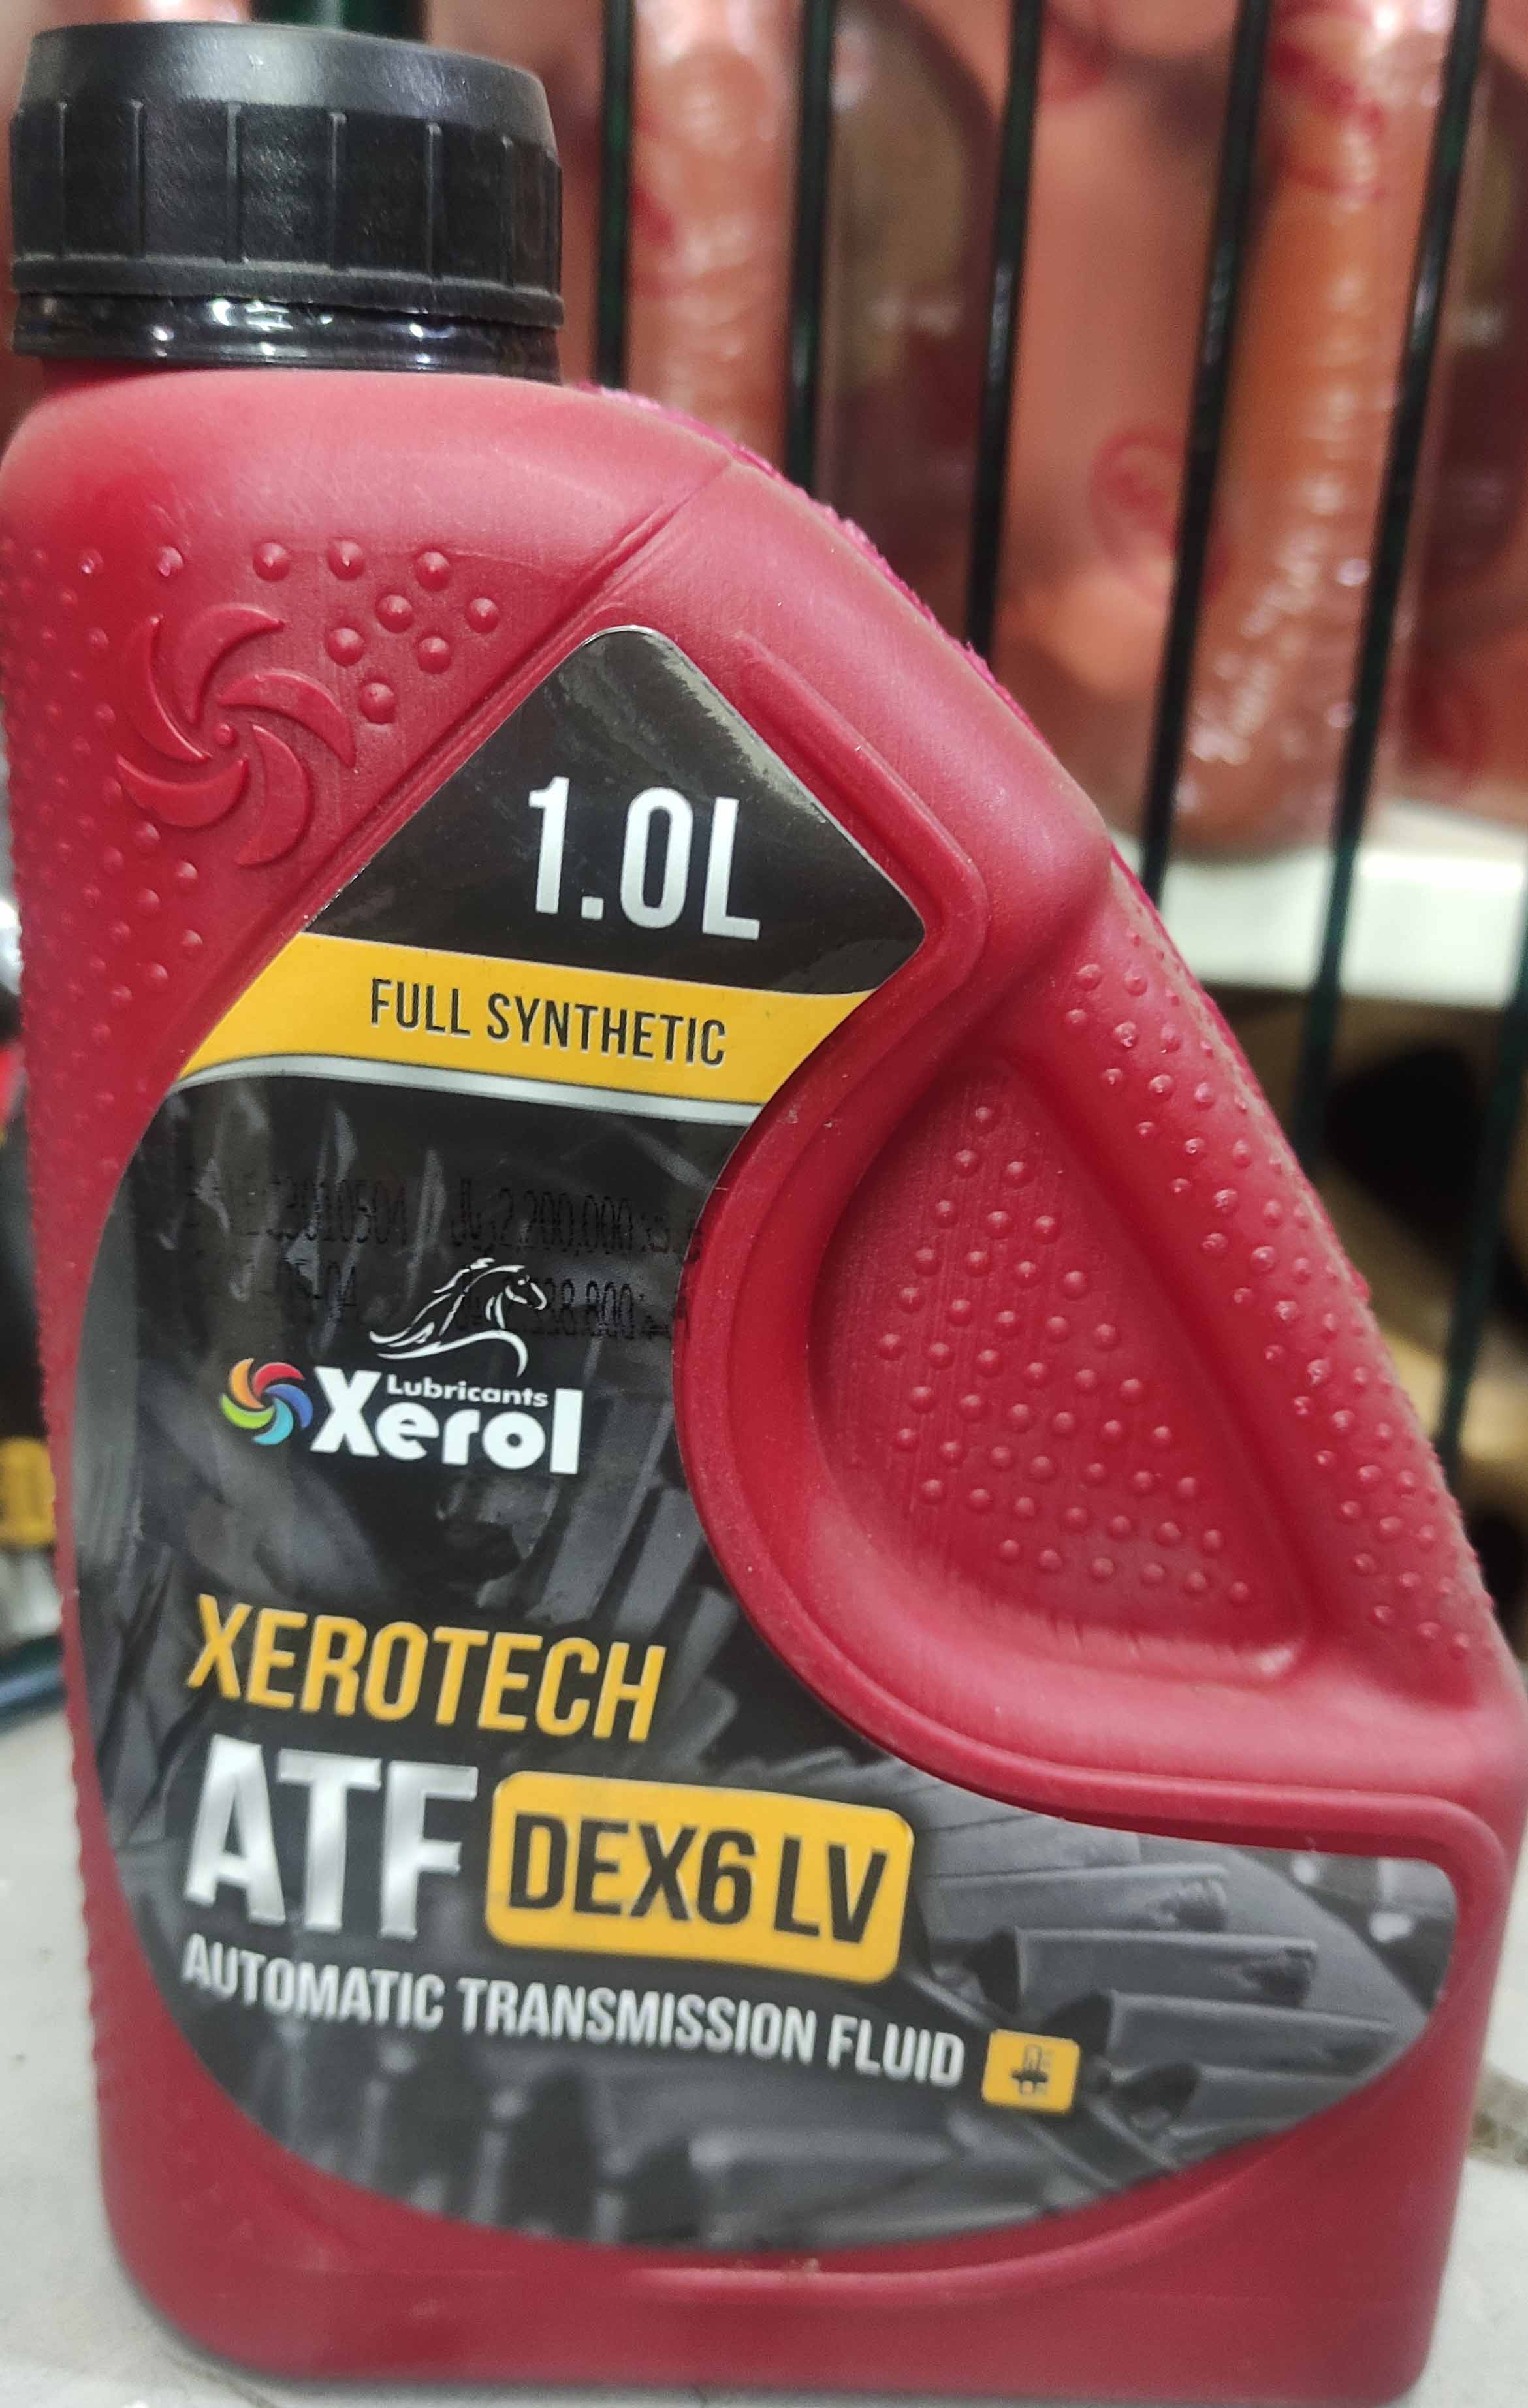 1.0L
FULL SYNTHETIC
Lubricants
Xerol
XEROTECH
ATF DEX6 LV
AUTOMATIC TRANSMISSION FLUID